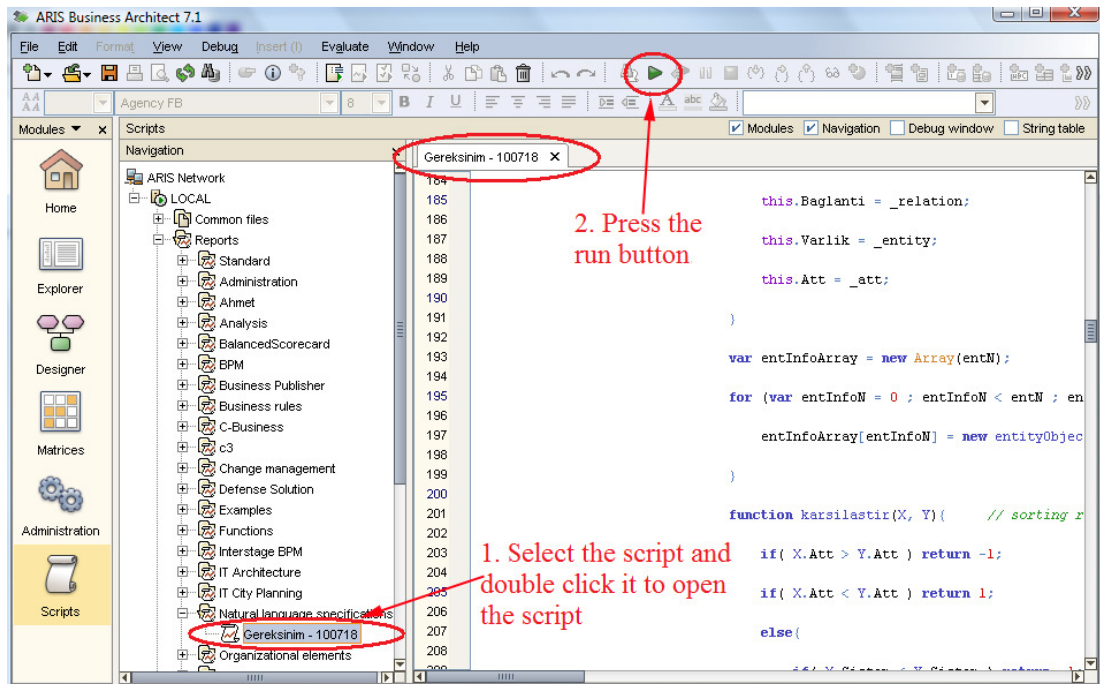 ARIS Business Architect 7.1
File Edit Format View Debug Insert (I) Evaluate Window Help
Agency FB 8 B I U
Modules Scripts Modules Navigation Debug window String table
Navigation
ARIS Network
LOCAL
Common files
Reports
Standard
Administration
Ahmet
Analysis
BalancedScorecard
BPM
Business Publisher
Business rules
C-Business
c3
Change management
Defense Solution
Examples
Functions
Interstage BPM
IT Architecture
IT City Planning
Natural language specifications
Gereksinim - 100718
Organizational elements
Home
Explorer
Designer
Matrices
Administration
Scripts
Gereksinim - 100718
184
185 this.Baglanti = _relation;
186
187 this.Varlik = _entity;
188
189 this.Att = _att;
190
191 }
192
193 var entInfoArray = new Array(entN);
194
195 for (var entInfoN = 0 ; entInfoN < entN ; en
196
197 entInfoArray[entInfoN] = new entityObjec
198
199 }
200
201 function karsilastir(X, Y){ // sorting r
202
203 if( X.Att > Y.Att ) return -1;
204
205 if( X.Att < Y.Att ) return 1;
206
207 else{
208
2. Press the
run button
1. Select the script and
double click it to open
the script